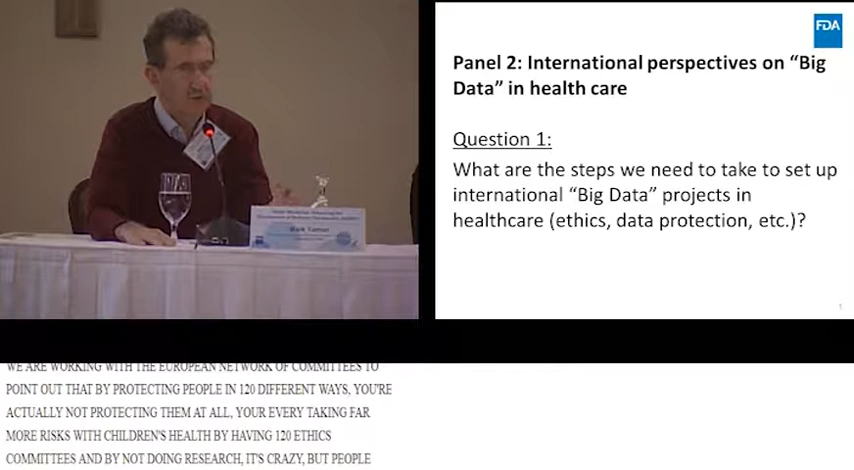 FDA
Panel 2: International perspectives on “Big
Data” in health care
Question 1:
What are the steps we need to take to set up
international “Big Data” projects in
healthcare (ethics, data protection, etc.)?
1
WE ARE WORKING WITH THE EUROPEAN NETWORK OF COMMITTEES TO
POINT OUT THAT BY PROTECTING PEOPLE IN 120 DIFFERENT WAYS, YOU'RE
ACTUALLY NOT PROTECTING THEM AT ALL, YOUR EVERY TAKING FAR
MORE RISKS WITH CHILDREN'S HEALTH BY HAVING 120 ETHICS
COMMITTEES AND BY NOT DOING RESEARCH, IT'S CRAZY, BUT PEOPLE